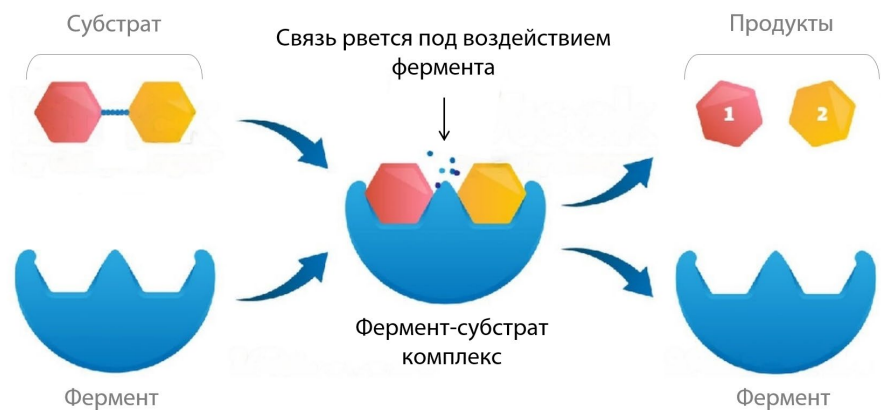 Субстрат
Связь рвется под воздействием
фермента
Продукты
1
2
Фермент-субстрат
комплекс
Фермент
Фермент